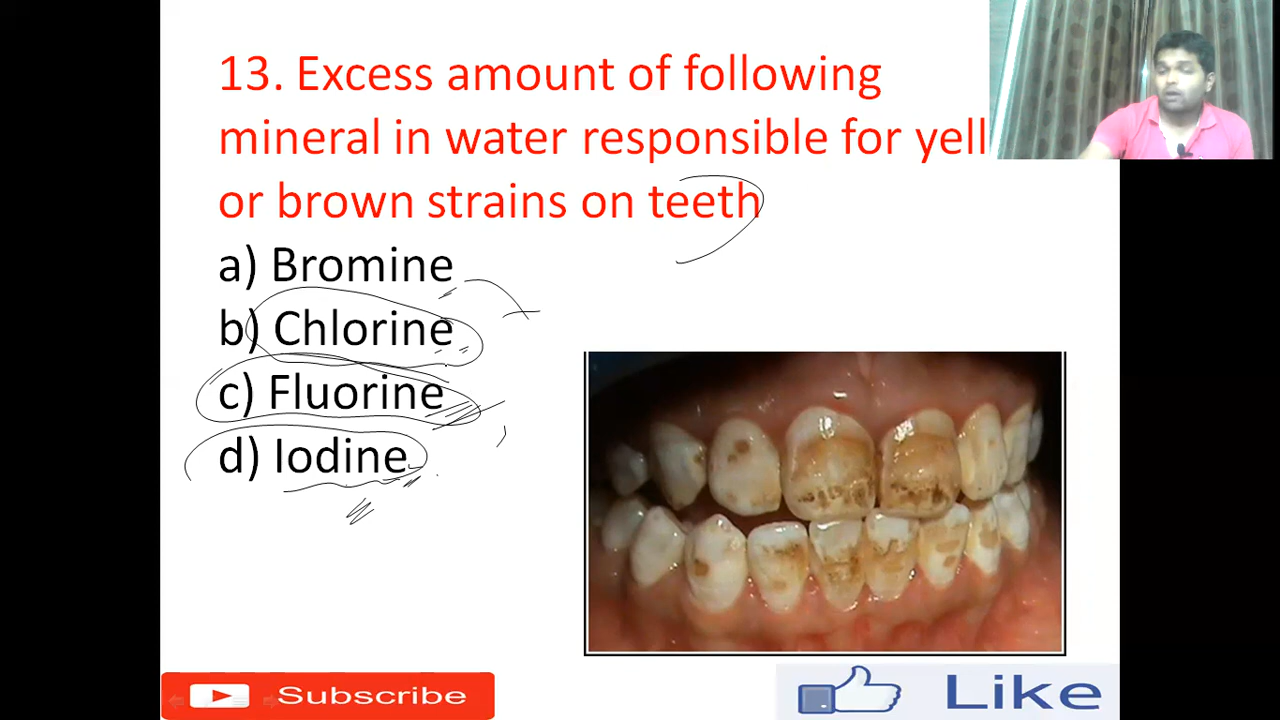 13. Excess amount of following
mineral in water responsible for yell
or brown strains on teeth
a) Bromine
b) Chlorine
c) Fluorine
d) Iodine
Subscribe
Like